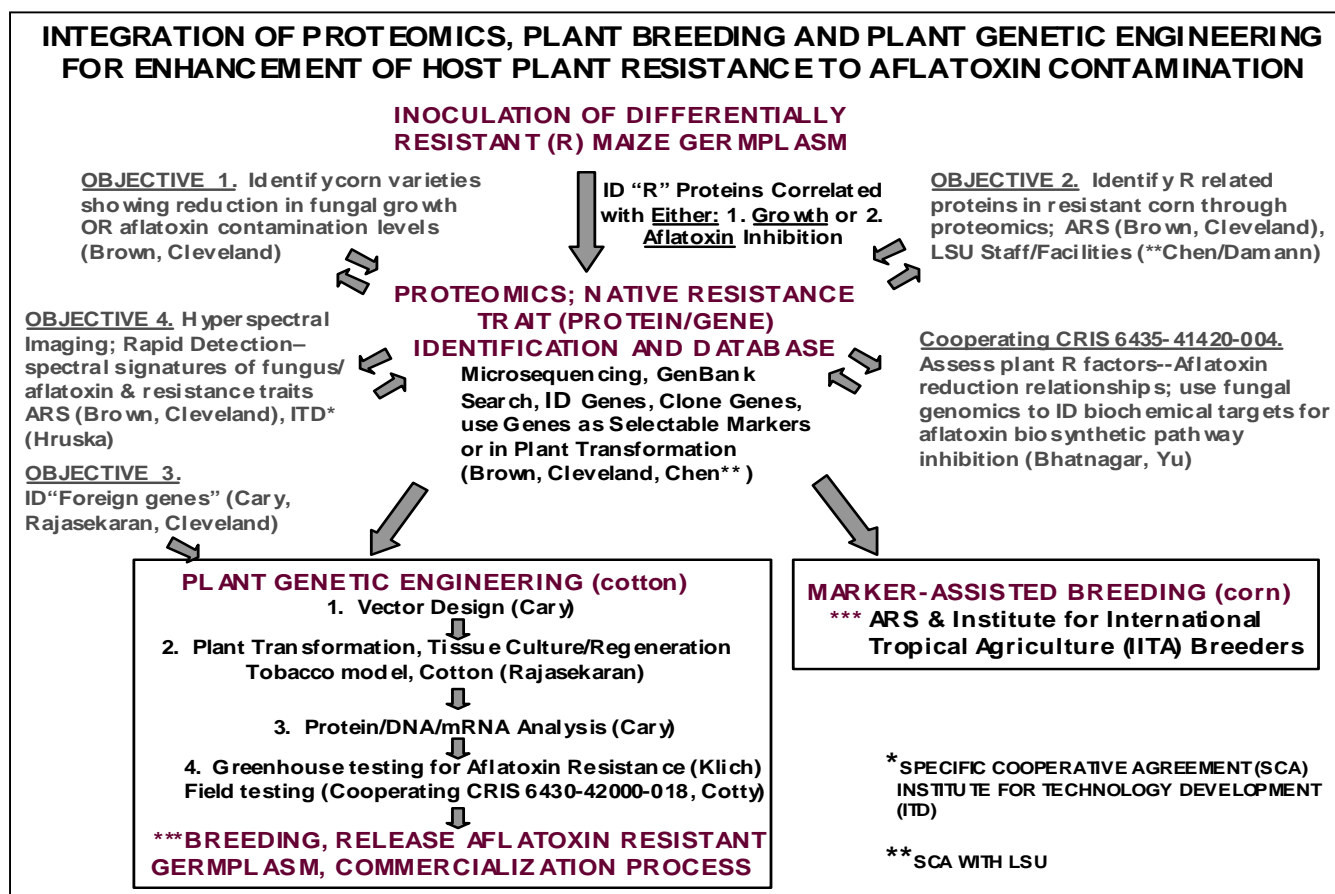 INTEGRATION OF PROTEOMICS, PLANT BREEDING AND PLANT GENETIC ENGINEERING
FOR ENHANCEMENT OF HOST PLANT RESISTANCE TO AFLATOXIN CONTAMINATION
INOCULATION OF DIFFERENTIALLY
RESISTANT (R) MAIZE GERMPLASM
OBJECTIVE 1. Identify corn varieties
showing reduction in fungal growth
OR aflatoxin contamination levels
(Brown, Cleveland)
ID “R” Proteins Correlated
with Either: 1. Growth or 2.
Aflatoxin Inhibition
OBJECTIVE 2. Identify R related
proteins in resistant corn through
proteomics; ARS (Brown, Cleveland),
LSU Staff/Facilities (**Chen/Damann)
PROTEOMICS; NATIVE RESISTANCE
TRAIT (PROTEIN/GENE)
IDENTIFICATION AND DATABASE
Microsequencing, GenBank
Search, ID Genes, Clone Genes,
use Genes as Selectable Markers
or in Plant Transformation
(Brown, Cleveland, Chen** )
OBJECTIVE 4. Hyperspectral
Imaging; Rapid Detection–
spectral signatures of fungus/
aflatoxin & resistance traits
ARS (Brown, Cleveland), ITD*
(Hruska)
Cooperating CRIS 6435-41420-004.
Assess plant R factors--Aflatoxin
reduction relationships; use fungal
genomics to ID biochemical targets for
aflatoxin biosynthetic pathway
inhibition (Bhatnagar, Yu)
OBJECTIVE 3.
ID“Foreign genes” (Cary,
Rajasekaran, Cleveland)
PLANT GENETIC ENGINEERING (cotton)
1. Vector Design (Cary)
2. Plant Transformation, Tissue Culture/Regeneration
Tobacco model, Cotton (Rajasekaran)
3. Protein/DNA/mRNA Analysis (Cary)
4. Greenhouse testing for Aflatoxin Resistance (Klich)
Field testing (Cooperating CRIS 6430-42000-018, Cotty)
***BREEDING, RELEASE AFLATOXIN RESISTANT
GERMPLASM, COMMERCIALIZATION PROCESS
MARKER-ASSISTED BREEDING (corn)
*** ARS & Institute for International
Tropical Agriculture (IITA) Breeders
*SPECIFIC COOPERATIVE AGREEMENT (SCA)
INSTITUTE FOR TECHNOLOGY DEVELOPMENT
(ITD)
**SCA WITH LSU